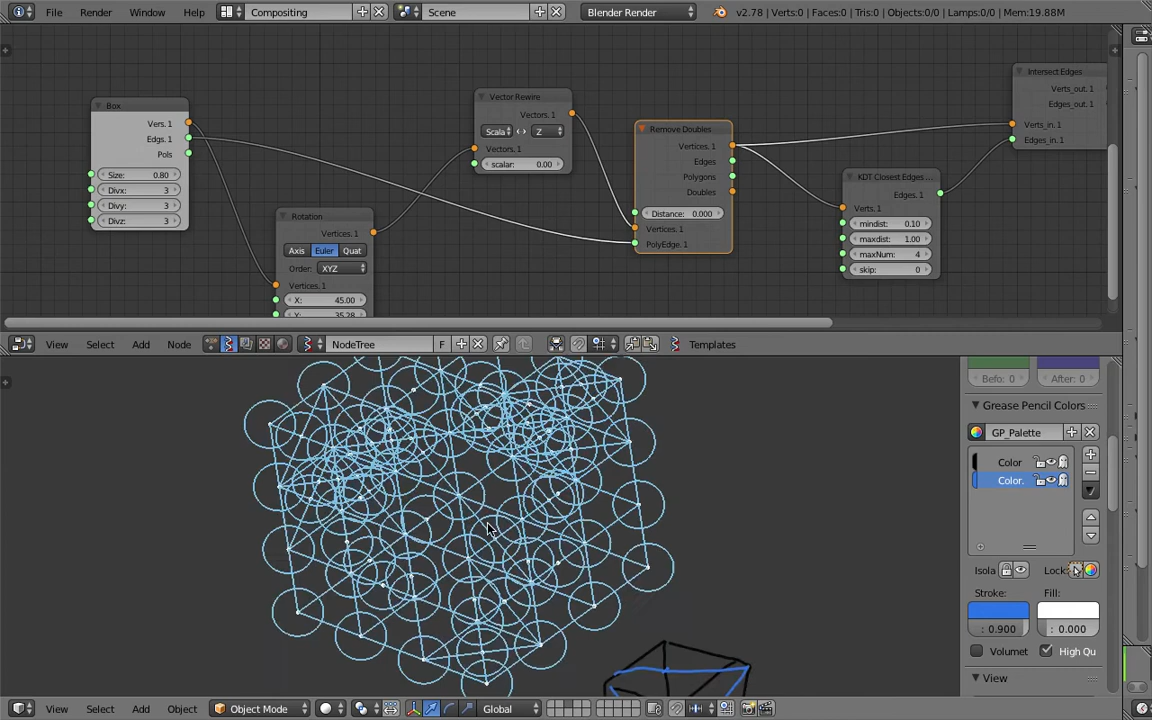 File Render Window Help Compositing Scene Blender Render v2.78 | Verts:0 | Faces:0 | Tris:0 | Objects:0/0 | Lamps:0/0 | Mem:19.88M
Intersect Edges
Verts_out. 1
Edges_out. 1
Verts_in. 1
Edges_in. 1
Box
Vers. 1
Edgs. 1
Pols
Size: 0.80
Divx: 3
Divy: 3
Divz: 3
Vector Rewire
Vectors. 1
Scala Z
Vectors. 1
scalar: 0.00
Remove Doubles
Vertices. 1
Edges
Polygons
Doubles
Distance: 0.000
Vertices. 1
PolyEdge. 1
KDT Closest Edges ...
Edges. 1
Verts. 1
mindist: 0.10
maxdist: 1.00
maxNum: 4
skip: 0
Rotation
Vertices. 1
Axis Euler Quat
Order: XYZ
Vertices. 1
X: 45.00
Y: 35.28
View Select Add Node NodeTree F Templates
Befo: 0 After: 0
Grease Pencil Colors
GP_Palette
Color
Color.
Isola Lock:
Stroke: Fill:
: 0.900 : 0.000
Volumet High Qu
View
View Select Add Object Object Mode Global